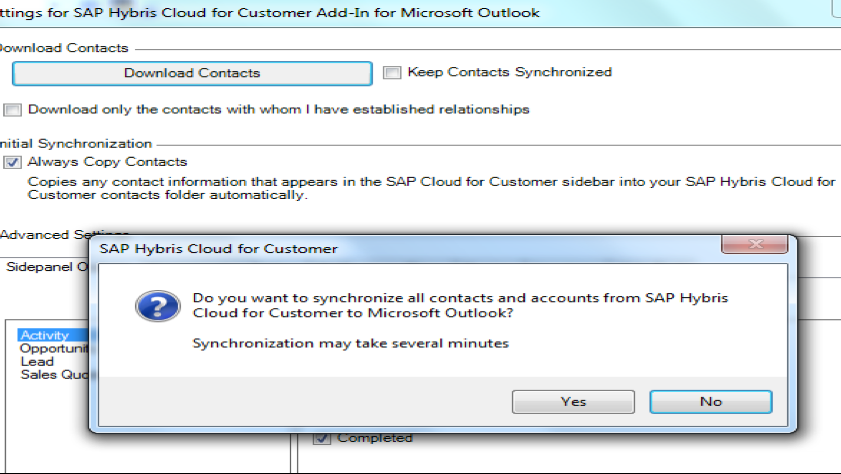 ttings for SAP Hybris Cloud for Customer Add-In for Microsoft Outlook
Download Contacts
Download Contacts
Keep Contacts Synchronized
Download only the contacts with whom I have established relationships
nitial Synchronization
Always Copy Contacts
Copies any contact information that appears in the SAP Cloud for Customer sidebar into your SAP Hybris Cloud for
Customer contacts folder automatically.
Advanced Settings
SAP Hybris Cloud for Customer
Sidepanel O
Do you want to synchronize all contacts and accounts from SAP Hybris
Cloud for Customer to Microsoft Outlook?
Synchronization may take several minutes
Activity
Opportunit
Lead
Sales Quo
Yes
No
Completed